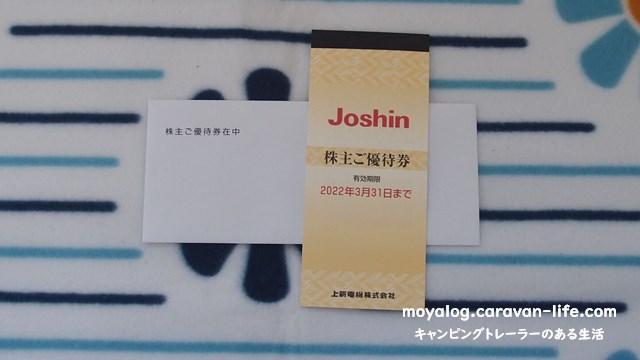 株主ご優待券在中
Joshin
株主ご優待券
有効期限
2022年3月31日まで
上新電機株式会社
moyalog.caravan-life.com
キャンピングトレーラーのある生活